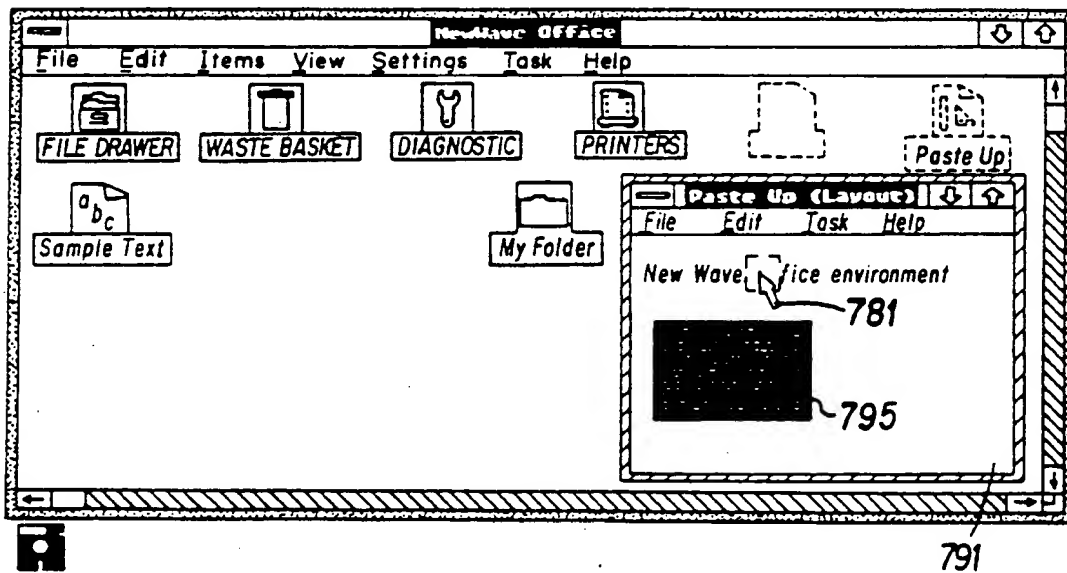 NewWave Office
File Edit Items View Settings Task Help
FILE DRAWER WASTE BASKET DIAGNOSTIC PRINTERS Paste Up
Sample Text My Folder
Paste Up (Layout)
File Edit Task Help
New Wave fice environment
781
795
791
abc